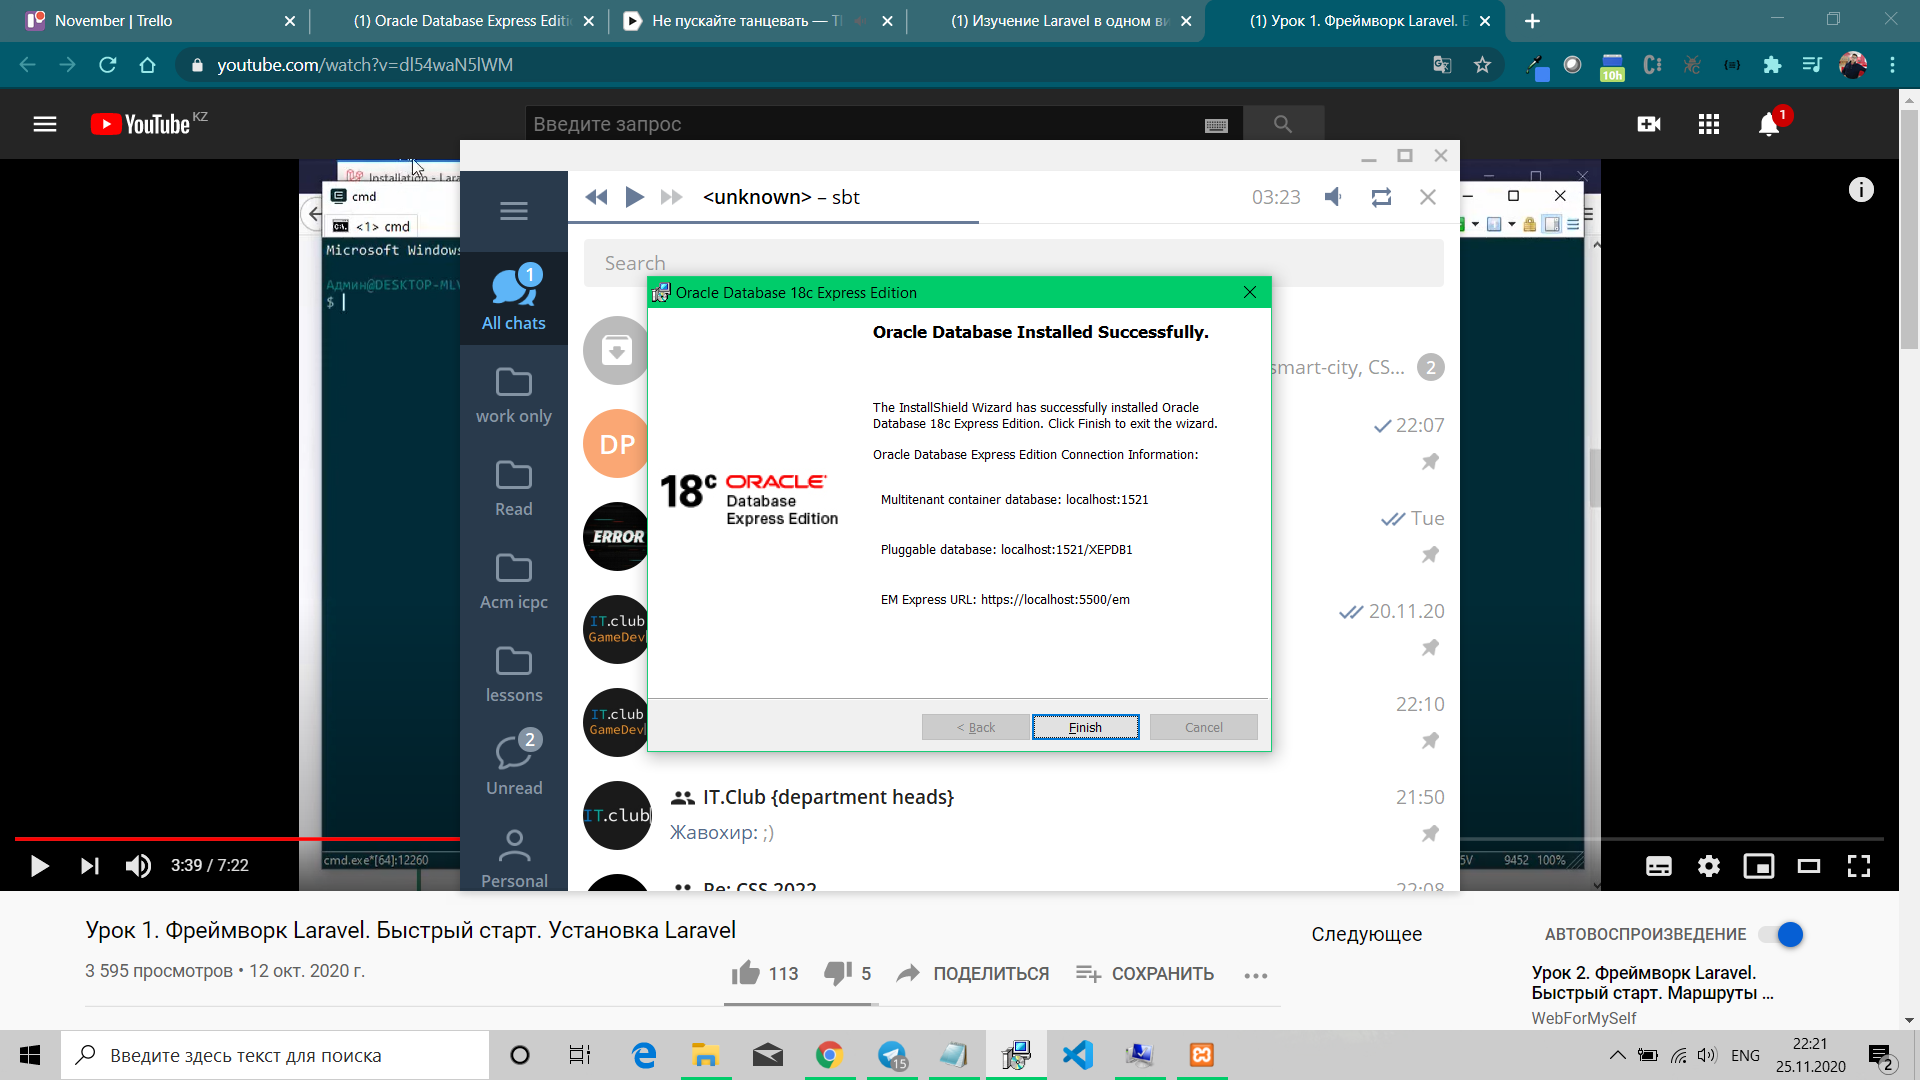 November | Trello
(1) Oracle Database Express Editi
Не пускайте танцевать — Th
(1) Изучение Laravel в одном ви
(1) Урок 1. Фреймворк Laravel. Б
youtube.com/watch?v=dl54waN5lWM
10h
YouTube KZ
Введите запрос
1
Installation - Lara
cmd
<1> cmd
Microsoft Windows
Админ@DESKTOP-MLV
$
<unknown> – sbt
03:23
Search
1
All chats
work only
Read
Acm icpc
lessons
2
Unread
Personal
smart-city, CS...
2
DP
22:07
ERROR
Tue
IT.club
GameDev
20.11.20
IT.club
GameDev
22:10
IT.club
IT.Club {department heads}
21:50
Жавохир: ;)
Re: CSS 2022
22:08
Oracle Database 18c Express Edition
Oracle Database Installed Successfully.
The InstallShield Wizard has successfully installed Oracle
Database 18c Express Edition. Click Finish to exit the wizard.
Oracle Database Express Edition Connection Information:
Multitenant container database: localhost:1521
Pluggable database: localhost:1521/XEPDB1
EM Express URL: https://localhost:5500/em
18c ORACLE
Database
Express Edition
< Back
Finish
Cancel
cmd.exe*[64]:12260
9452 100%
3:39 / 7:22
Урок 1. Фреймворк Laravel. Быстрый старт. Установка Laravel
3 595 просмотров • 12 окт. 2020 г.
113
5
ПОДЕЛИТЬСЯ
СОХРАНИТЬ
Следующее
АВТОВОСПРОИЗВЕДЕНИЕ
Урок 2. Фреймворк Laravel.
Быстрый старт. Маршруты ...
WebForMySelf
Введите здесь текст для поиска
15
ENG
22:21
25.11.2020
2